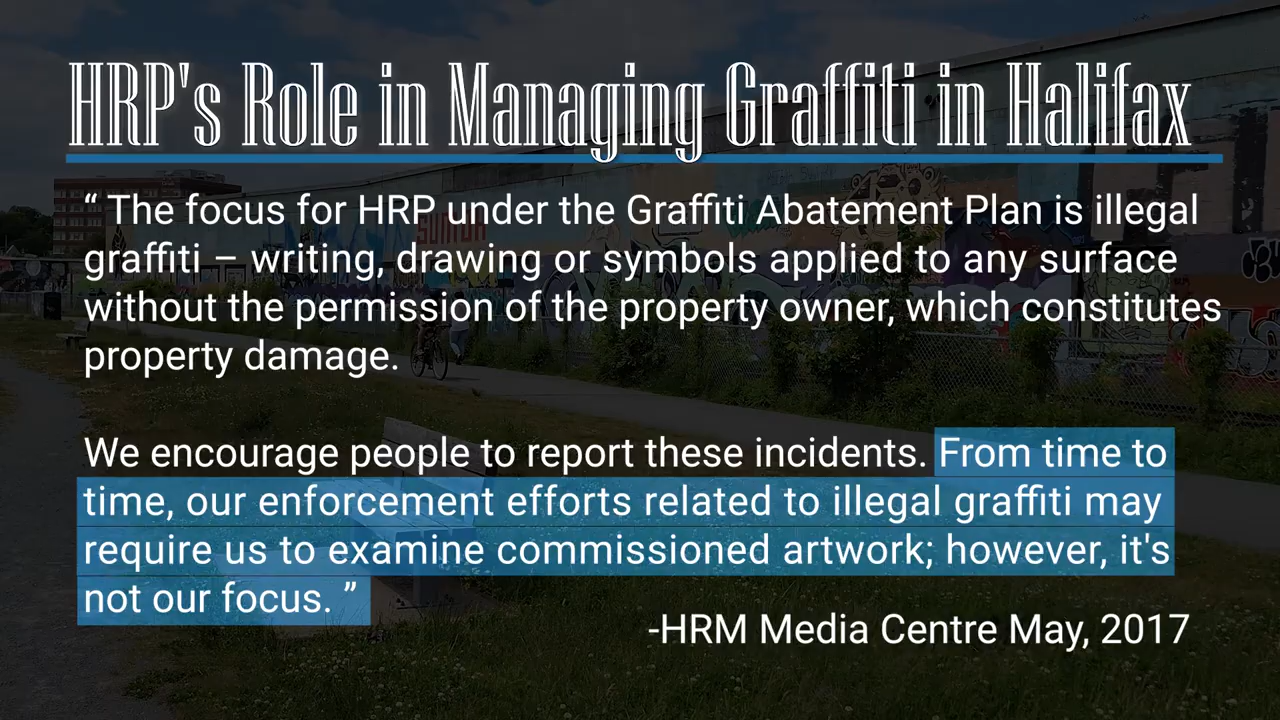 HRP's Role in Managing Graffiti in Halifax
“ The focus for HRP under the Graffiti Abatement Plan is illegal
graffiti – writing, drawing or symbols applied to any surface
without the permission of the property owner, which constitutes
property damage.
We encourage people to report these incidents. From time to
time, our enforcement efforts related to illegal graffiti may
require us to examine commissioned artwork; however, it's
not our focus. ”
-HRM Media Centre May, 2017